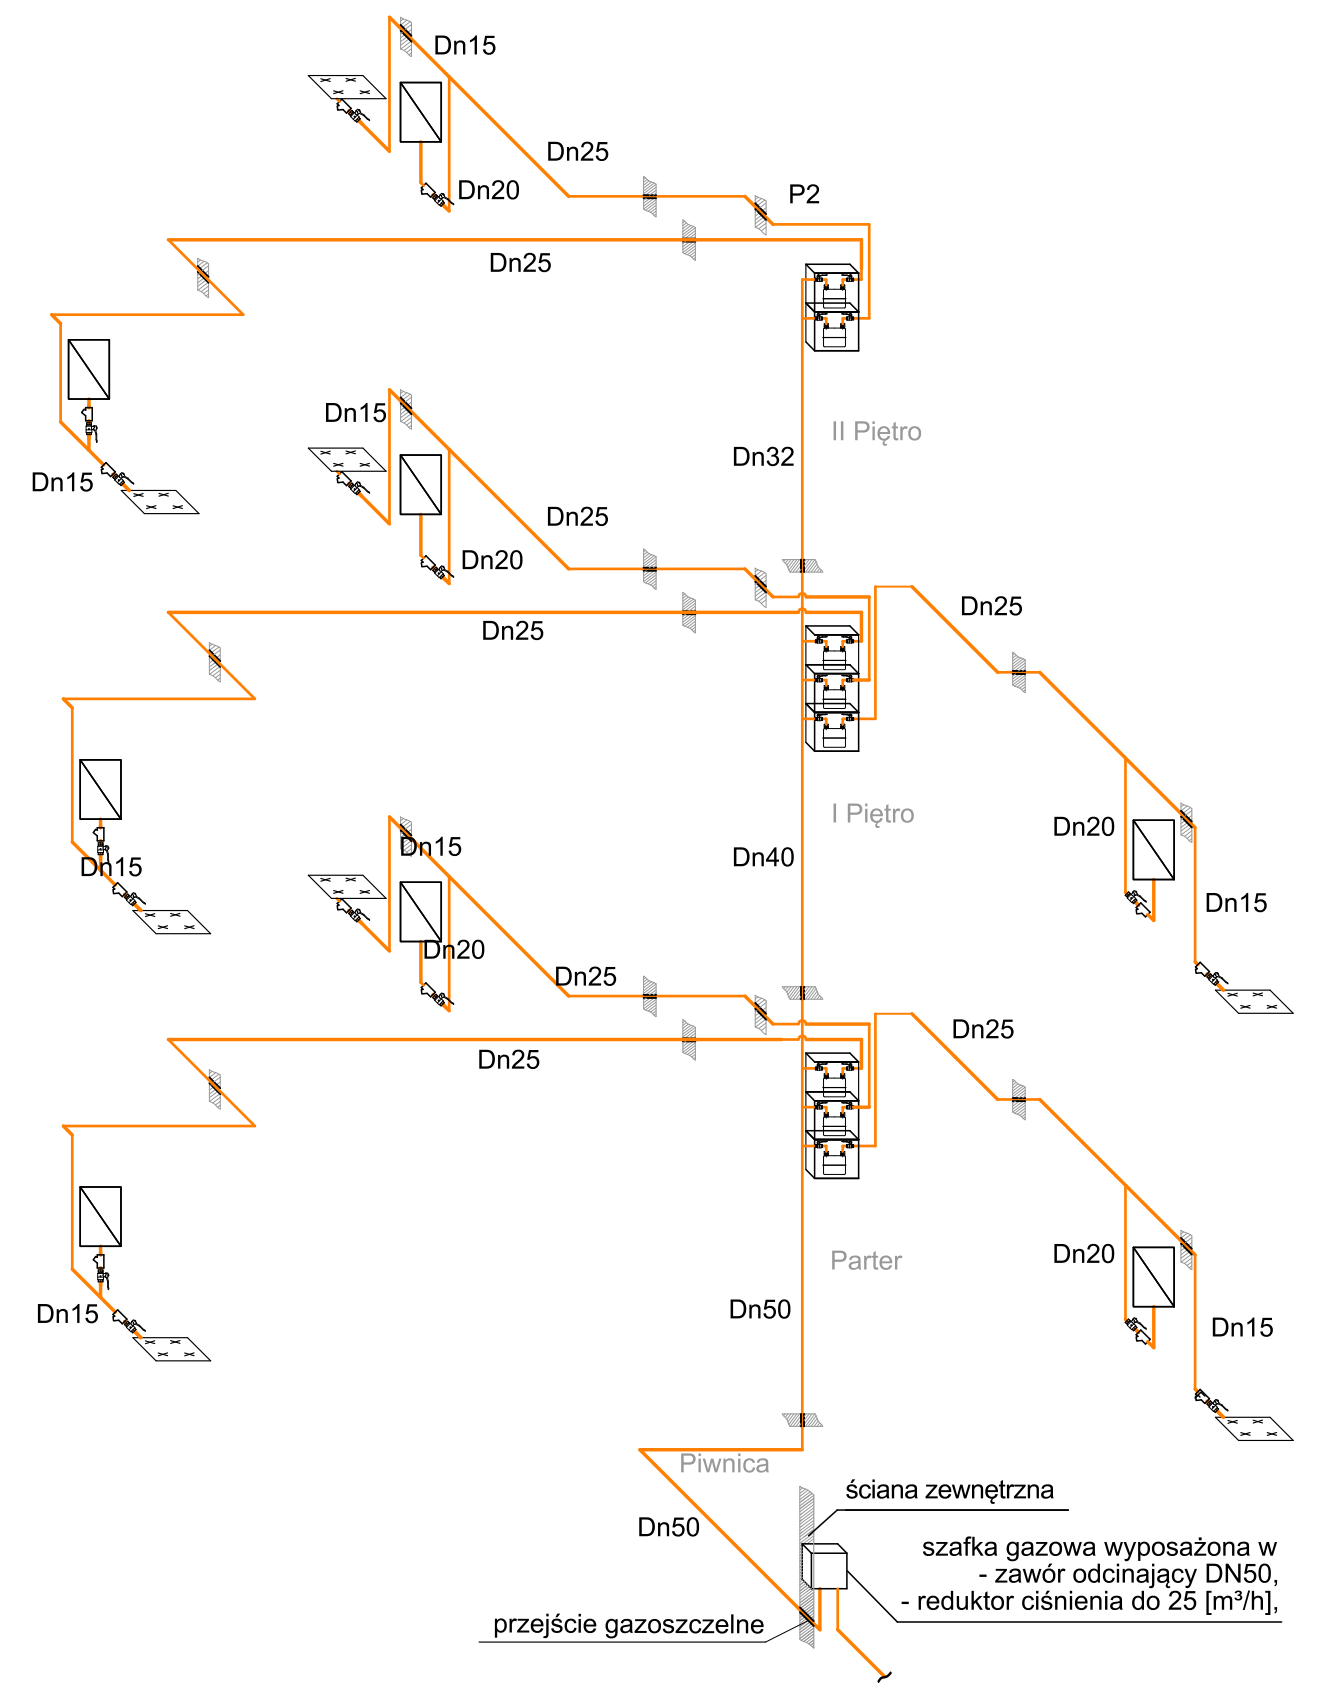 Dn15
Dn25
Dn20
P2
Dn25
Dn15
II Piętro
Dn32
Dn15
Dn25
Dn20
Dn25
Dn25
I Piętro
Dn20
Dn15
Dn40
Dn15
Dn15
Dn20
Dn25
Dn25
Dn25
Parter
Dn20
Dn50
Dn15
Dn15
Piwnica
ściana zewnętrzna
Dn50
szafka gazowa wyposażona w
- zawór odcinający DN50,
- reduktor ciśnienia do 25 [m³/h],
przejście gazoszczelne